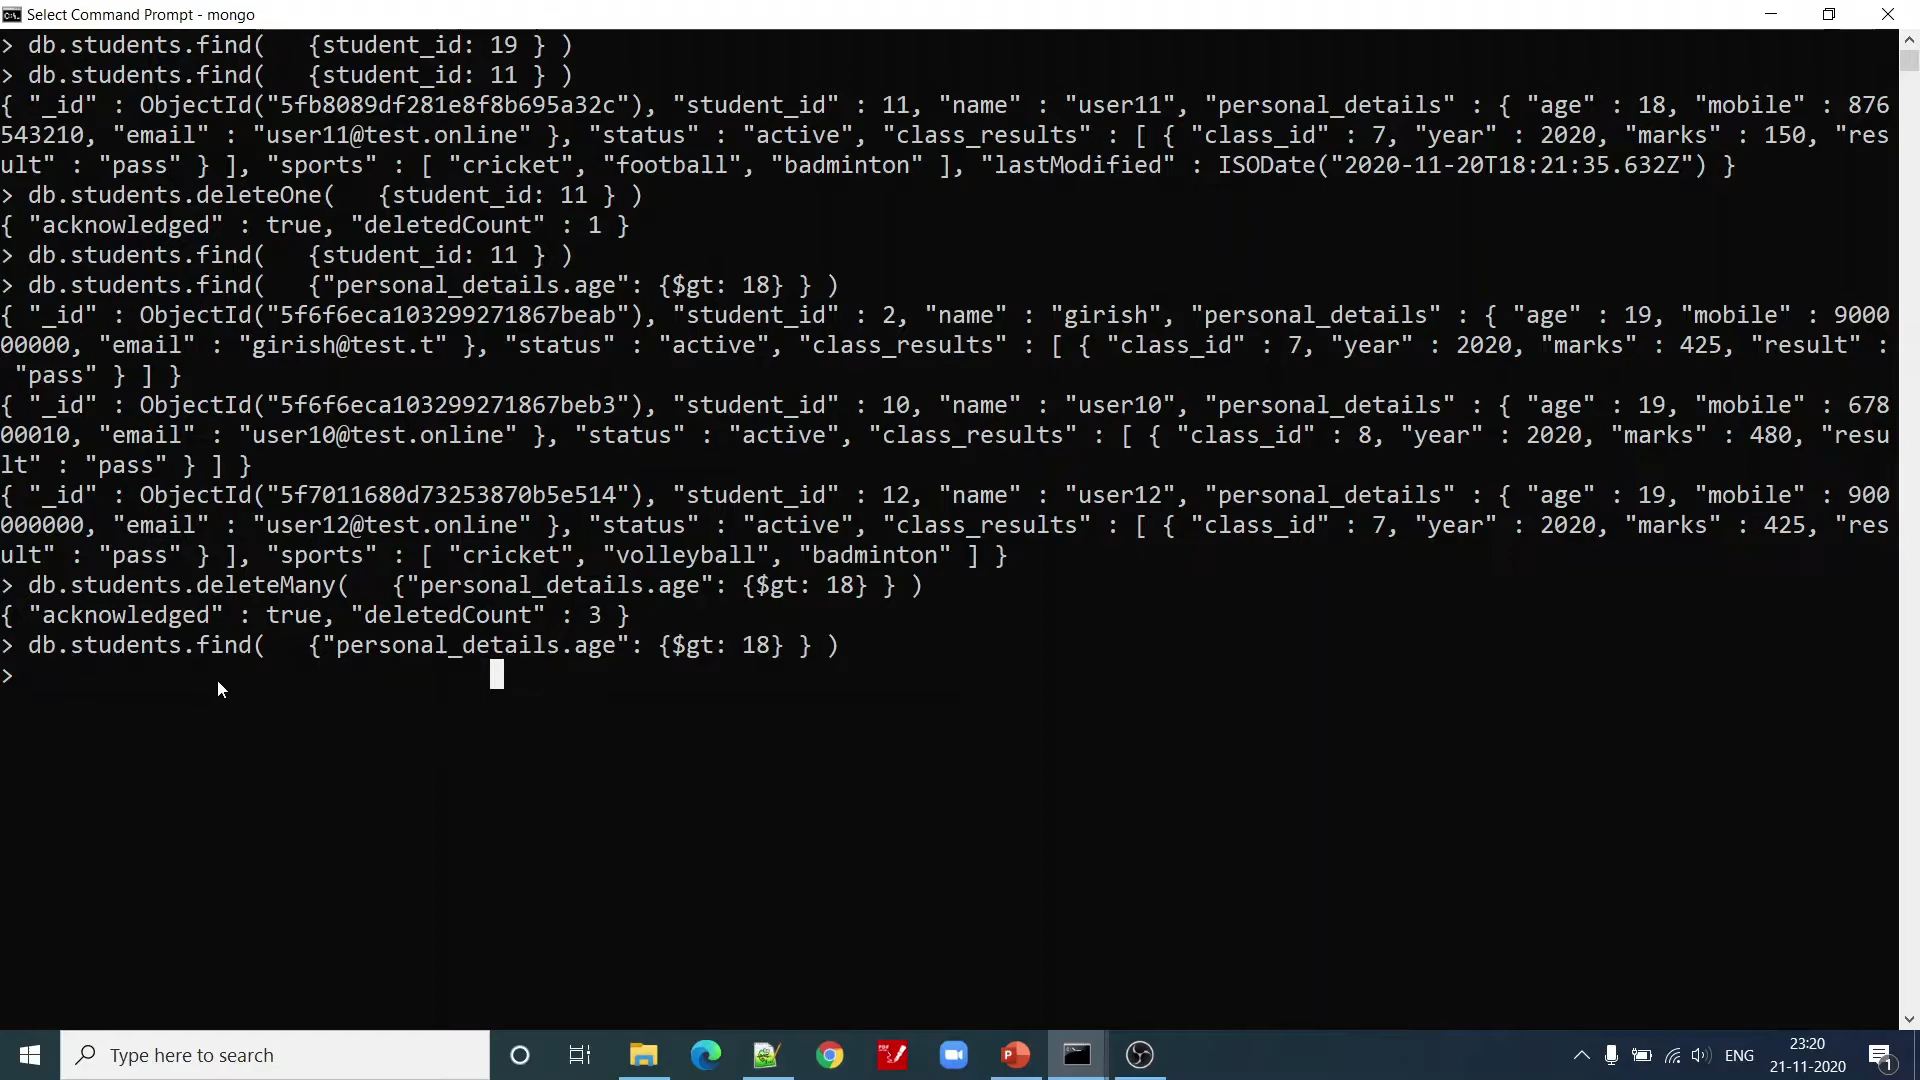 Select Command Prompt - mongo
> db.students.find(   {student_id: 19 } )
> db.students.find(   {student_id: 11 } )
{ "_id" : ObjectId("5fb8089df281e8f8b695a32c"), "student_id" : 11, "name" : "user11", "personal_details" : { "age" : 18, "mobile" : 876
543210, "email" : "user11@test.online" }, "status" : "active", "class_results" : [ { "class_id" : 7, "year" : 2020, "marks" : 150, "res
ult" : "pass" } ], "sports" : [ "cricket", "football", "badminton" ], "lastModified" : ISODate("2020-11-20T18:21:35.632Z") }
> db.students.deleteOne(   {student_id: 11 } )
{ "acknowledged" : true, "deletedCount" : 1 }
> db.students.find(   {student_id: 11 } )
> db.students.find(   {"personal_details.age": {$gt: 18} } )
{ "_id" : ObjectId("5f6f6eca103299271867beab"), "student_id" : 2, "name" : "girish", "personal_details" : { "age" : 19, "mobile" : 9000
00000, "email" : "girish@test.t" }, "status" : "active", "class_results" : [ { "class_id" : 7, "year" : 2020, "marks" : 425, "result" :
 "pass" } ] }
{ "_id" : ObjectId("5f6f6eca103299271867beb3"), "student_id" : 10, "name" : "user10", "personal_details" : { "age" : 19, "mobile" : 678
00010, "email" : "user10@test.online" }, "status" : "active", "class_results" : [ { "class_id" : 8, "year" : 2020, "marks" : 480, "resu
lt" : "pass" } ] }
{ "_id" : ObjectId("5f7011680d73253870b5e514"), "student_id" : 12, "name" : "user12", "personal_details" : { "age" : 19, "mobile" : 900
000000, "email" : "user12@test.online" }, "status" : "active", "class_results" : [ { "class_id" : 7, "year" : 2020, "marks" : 425, "res
ult" : "pass" } ], "sports" : [ "cricket", "volleyball", "badminton" ] }
> db.students.deleteMany(   {"personal_details.age": {$gt: 18} } )
{ "acknowledged" : true, "deletedCount" : 3 }
> db.students.find(   {"personal_details.age": {$gt: 18} } )
>
Type here to search
ENG
23:20
21-11-2020
1